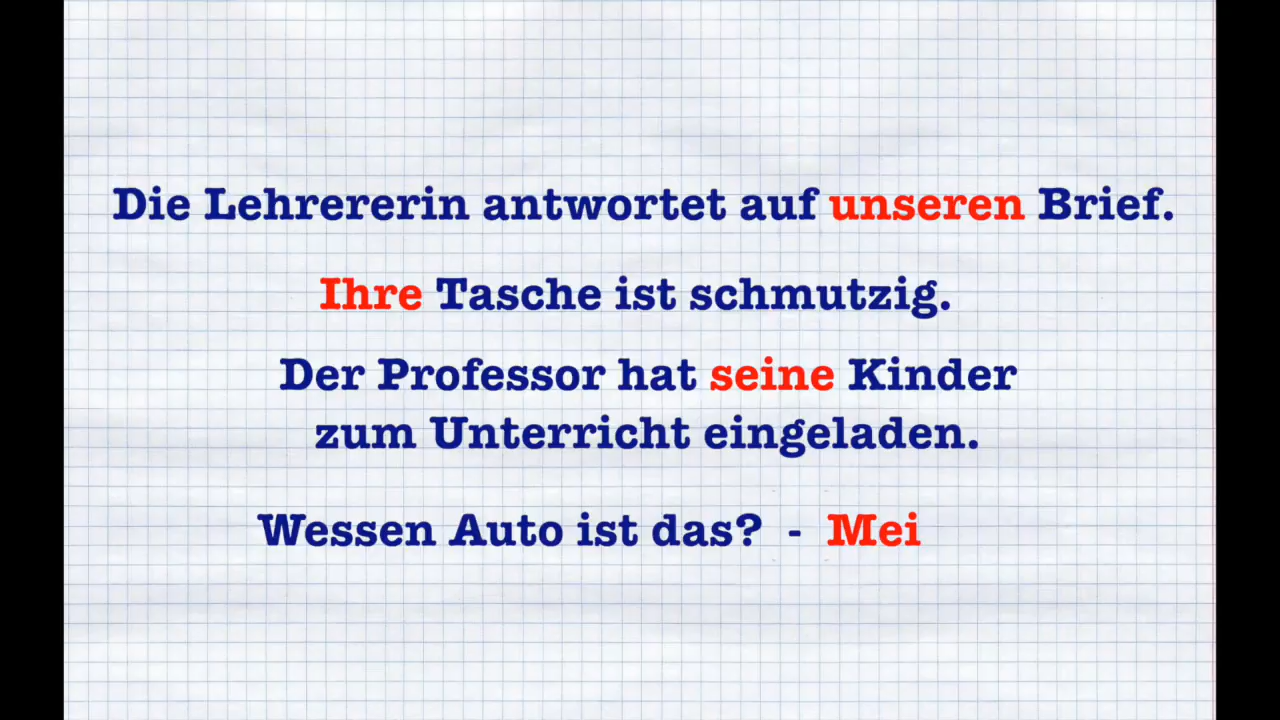 Die Lehrererin antwortet auf unseren Brief.
Ihre Tasche ist schmutzig.
Der Professor hat seine Kinder
zum Unterricht eingeladen.
Wessen Auto ist das? - Mei